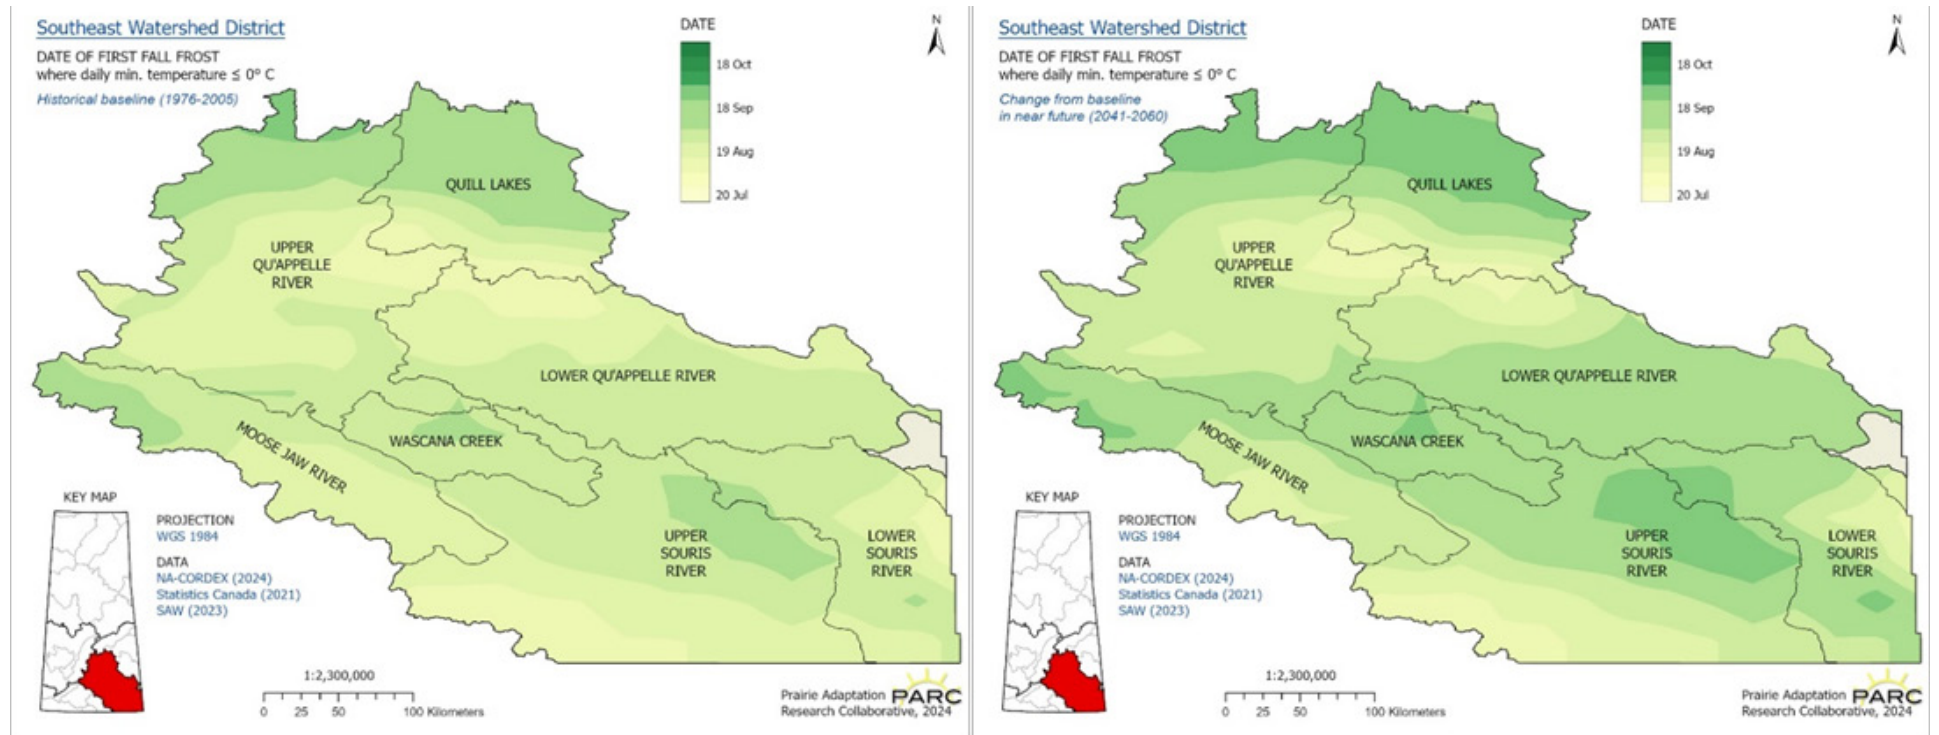 Southeast Watershed District
DATE OF FIRST FALL FROST
where daily min. temperature ≤ 0° C
Historical baseline (1976-2005)
DATE
18 Oct
18 Sep
19 Aug
20 Jul
N
QUILL LAKES
UPPER
QU'APPELLE
RIVER
LOWER QU'APPELLE RIVER
MOOSE JAW RIVER
WASCANA CREEK
UPPER
SOURIS
RIVER
LOWER
SOURIS
RIVER
KEY MAP
PROJECTION
WGS 1984
DATA
NA-CORDEX (2024)
Statistics Canada (2021)
SAW (2023)
1:2,300,000
0 25 50 100 Kilometers
Prairie Adaptation PARC
Research Collaborative, 2024
Southeast Watershed District
DATE OF FIRST FALL FROST
where daily min. temperature ≤ 0° C
Change from baseline
in near future (2041-2060)
DATE
18 Oct
18 Sep
19 Aug
20 Jul
N
QUILL LAKES
UPPER
QU'APPELLE
RIVER
LOWER QU'APPELLE RIVER
MOOSE JAW RIVER
WASCANA CREEK
UPPER
SOURIS
RIVER
LOWER
SOURIS
RIVER
KEY MAP
PROJECTION
WGS 1984
DATA
NA-CORDEX (2024)
Statistics Canada (2021)
SAW (2023)
1:2,300,000
0 25 50 100 Kilometers
Prairie Adaptation PARC
Research Collaborative, 2024